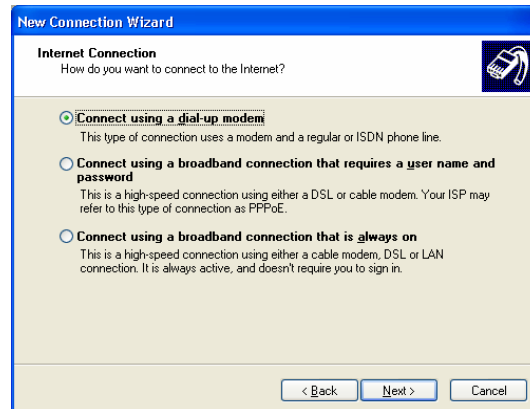 New Connection Wizard
Internet Connection
How do you want to connect to the Internet?
Connect using a dial-up modem
This type of connection uses a modem and a regular or ISDN phone line.
Connect using a broadband connection that requires a user name and
password
This is a high-speed connection using either a DSL or cable modem. Your ISP may
refer to this type of connection as PPPoE.
Connect using a broadband connection that is always on
This is a high-speed connection using either a cable modem, DSL or LAN
connection. It is always active, and doesn't require you to sign in.
< Back Next > Cancel